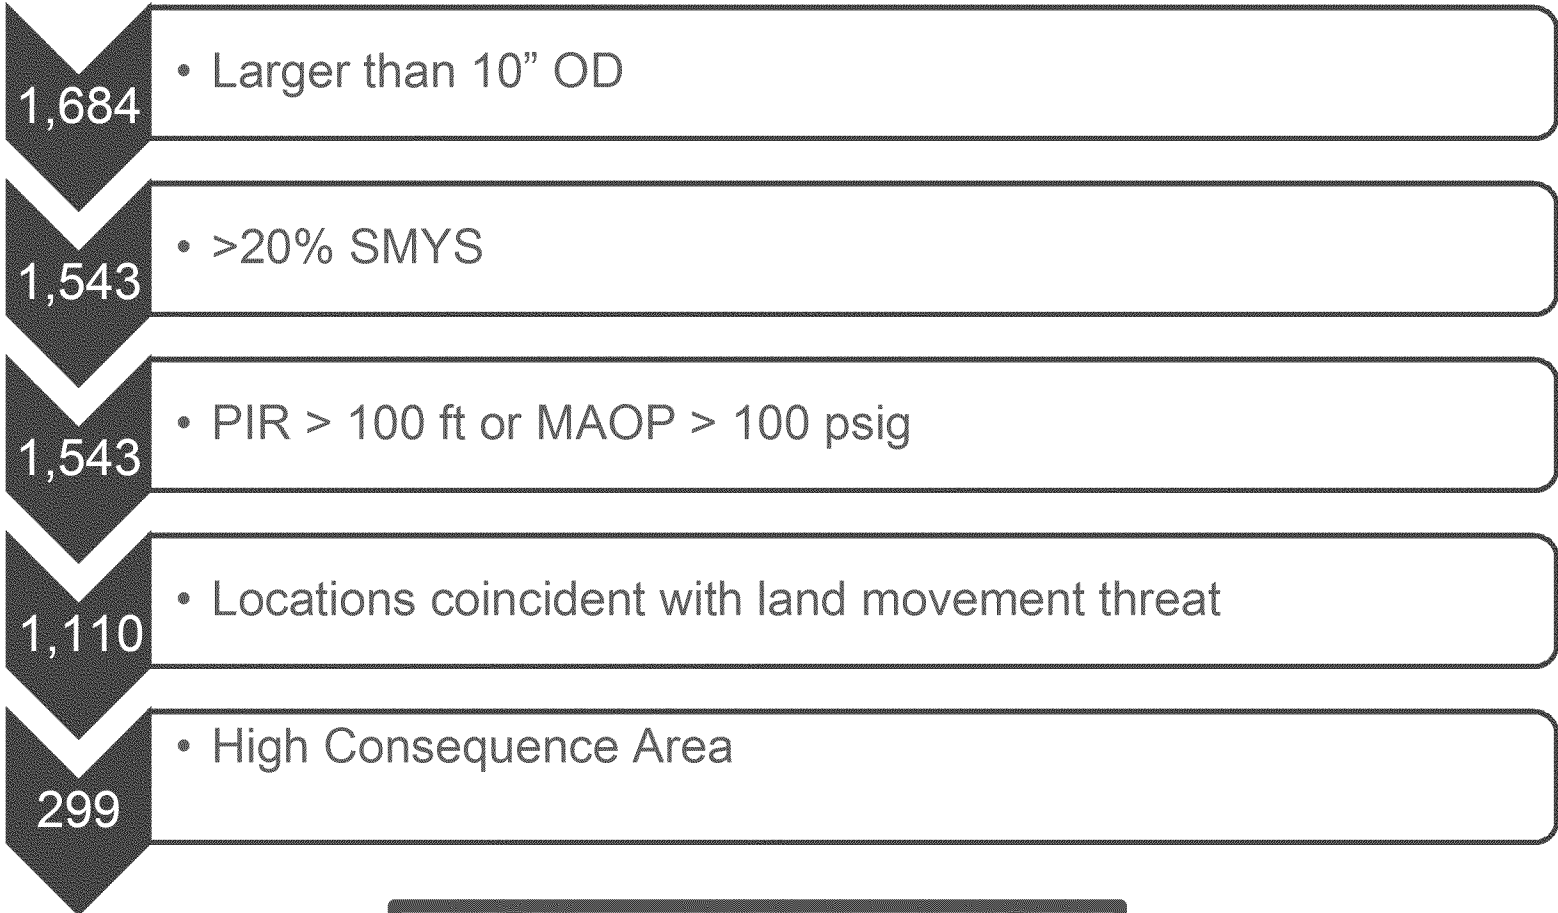 1,684
• Larger than 10” OD
1,543
• >20% SMYS
1,543
• PIR > 100 ft or MAOP > 100 psig
1,110
• Locations coincident with land movement threat
299
• High Consequence Area